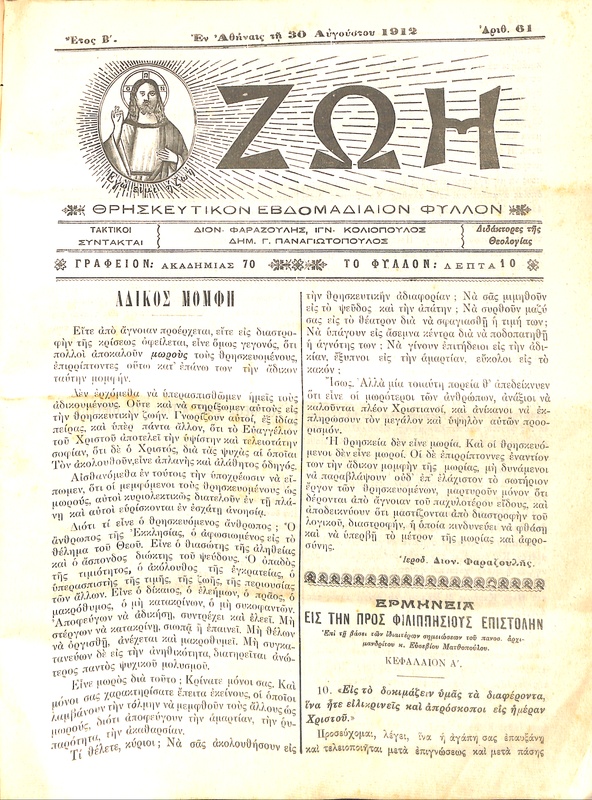 Ἔτος Β΄.
Ἐν Ἀθήναις τῇ 30 Αὐγούστου 1912
Ἀριθ. 61
ΖΩΗ
ΘΡΗΣΚΕΥΤΙΚΟΝ ΕΒΔΟΜΑΔΙΑΙΟΝ ΦΥΛΛΟΝ
ΤΑΚΤΙΚΟΙ
ΣΥΝΤΑΚΤΑΙ
ΔΙΟΝ. ΦΑΡΑΖΟΥΛΗΣ, ΙΓΝ. ΚΟΛΙΟΠΟΥΛΟΣ
ΔΗΜ. Γ. ΠΑΝΑΓΙΩΤΟΠΟΥΛΟΣ
Διδάκτορες τῆς
Θεολογίας
ΓΡΑΦΕΙΟΝ: ΑΚΑΔΗΜΙΑΣ 70
ΤΟ ΦΥΛΛΟΝ: ΛΕΠΤΑ 10
ΑΔΙΚΟΣ ΜΟΜΦΗ
Εἴτε ἀπὸ ἄγνοιαν προέρχεται, εἴτε εἰς διαστρο-
φὴν τῆς κρίσεως ὀφείλεται, εἶνε ὅμως γεγονός, ὅτι
πολλοὶ ἀποκαλοῦν μωροὺς τοὺς θρησκευομένους,
ἐπιρρίπτοντες οὕτω κατ' ἐπάνω των τὴν ἄδικον
ταύτην μομφήν.
Δὲν ἐρχόμεθα νὰ ὑπερασπισθῶμεν ἡμεῖς τοὺς
ἀδικουμένους. Οὔτε καὶ νὰ στηρίξωμεν αὐτοὺς εἰς
τὴν θρησκευτικὴν ζωήν. Γνωρίζουν αὐτοί, ἐξ ἰδίας
πείρας, καὶ ὑπὲρ πάντα ἄλλον, ὅτι τὸ Εὐαγγέλιον
τοῦ Χριστοῦ ἀποτελεῖ τὴν ὑψίστην καὶ τελειοτάτην
σοφίαν, ὅτι δὲ ὁ Χριστός, διὰ τὰς ψυχὰς αἱ ὁποῖαι
Τὸν ἀκολουθοῦν, εἶνε ἀπλανὴς καὶ ἀλάθητος ὁδηγός.
Αἰσθανόμεθα ἐν τούτοις τὴν ὑποχρέωσιν νὰ εἴ-
πωμεν, ὅτι οἱ μεμφόμενοι τοὺς θρησκευομένους ὡς
μωρούς, αὐτοὶ κυριολεκτικῶς διατελοῦν ἐν τῇ πλά-
νῃ καὶ αὐτοὶ εὑρίσκονται ἐν ἐσχάτῃ ἀνοησίᾳ.
Διότι τί εἶνε ὁ θρησκευόμενος ἄνθρωπος; Ὁ
ἄνθρωπος τῆς Ἐκκλησίας, ὁ ἀφωσιωμένος εἰς τὸ
θέλημα τοῦ Θεοῦ. Εἶνε ὁ θιασώτης τῆς ἀληθείας
καὶ ὁ ἄσπονδος διώκτης τοῦ ψεύδους. Ὁ ὀπαδὸς
τῆς τιμιότητος, ὁ ἀκόλουθος τῆς ἐγκρατείας, ὁ
ὑπερασπιστὴς τῆς τιμῆς, τῆς ζωῆς, τῆς περιουσίας
τῶν ἄλλων. Εἶνε ὁ δίκαιος, ὁ ἐλεήμων, ὁ πρᾶος, ὁ
μακρόθυμος, ὁ μὴ κατακρίνων, ὁ μὴ συκοφαντῶν.
Ἀποφεύγων νὰ ἀδικήσῃ, συντρέχει καὶ ἐλεεῖ. Μὴ
στέργων νὰ κατακρίνῃ, σιωπᾷ ἢ ἐπαινεῖ. Μὴ θέλων
νὰ ὀργισθῇ, ἀνέχεται καὶ μακροθυμεῖ. Μὴ συγκα-
τανεύων δὲ εἰς τὴν ἀνηθικότητα, διατηρεῖται ἀνώ-
τερος παντὸς ψυχικοῦ μολυσμοῦ.
Εἶνε μωρὸς διὰ τοῦτο; Κρίνατε μόνοι σας. Καὶ
μόνοι σας χαρακτηρίσατε ἔπειτα ἐκείνους, οἱ ὁποῖοι
λαμβάνουν τὴν τόλμην νὰ μεμφθοῦν τοὺς ἄλλους ὡς
μωρούς, διότι ἀποφεύγουν τὴν ἁμαρτίαν, τὴν ῥυ-
παρότητα, τὴν ἀκαθαρσίαν.
Τί θέλετε, κύριοι; Νὰ σᾶς ἀκολουθήσουν εἰς
τὴν θρησκευτικὴν ἀδιαφορίαν; Νὰ σᾶς μιμηθοῦν
εἰς τὸ ψεῦδος καὶ τὴν ἀπάτην; Νὰ συρθοῦν μαζύ
σας εἰς τὸ θέατρον διὰ νὰ σφαγιασθῇ ἡ τιμή των;
Νὰ ὑπάγουν εἰς ἄσεμνα κέντρα διὰ νὰ ποδοπατηθῇ
ἡ ἁγνότης των; Νὰ γίνουν ἐπιτήδειοι εἰς τὴν ἀδι-
κίαν, ἔξυπνοι εἰς τὴν ἁμαρτίαν, εὔκολοι εἰς τὸ
κακόν;
Ἴσως. Ἀλλὰ μία τοιαύτη πορεία θ' ἀπεδείκνυεν
ὅτι εἶνε οἱ μωρότεροι τῶν ἀνθρώπων, ἀνάξιοι νὰ
καλοῦνται πλέον Χριστιανοί, καὶ ἀνίκανοι νὰ ἐκ-
πληρώσουν τὸν μεγάλον καὶ ὑψηλὸν αὐτῶν προο-
ρισμόν.
Ἡ θρησκεία δὲν εἶνε μωρία. Καὶ οἱ θρησκευό-
μενοι δὲν εἶνε μωροί. Οἱ δὲ ἐπιρρίπτοντες ἐναντίον
των τὴν ἄδικον μομφὴν τῆς μωρίας, μὴ δυνάμενοι
νὰ παραβλάψουν οὐδ' ἐπ' ἐλάχιστον τὸ σωτήριον
ἔργον τῶν θρησκευομένων, μαρτυροῦν μόνον ὅτι
δέρονται ἀπὸ ἄγνοιαν τοῦ παχυλοτέρου εἴδους, καὶ
ἀποδεικνύουν ὅτι μαστίζονται ἀπὸ διαστροφὴν τοῦ
λογικοῦ, διαστροφήν, ἡ ὁποία κινδυνεύει νὰ φθάσῃ
καὶ νὰ ὑπερβῇ τὸ μέτρον τῆς μωρίας καὶ ἀφρο-
σύνης.
Ἱεροδ. Διον. Φαραζουλῆς.
ΕΡΜΗΝΕΙΑ
ΕΙΣ ΤΗΝ ΠΡΟΣ ΦΙΛΙΠΠΗΣΙΟΥΣ ΕΠΙΣΤΟΛΗΝ
Ἐπὶ τῇ βάσει τῶν ἰδιαιτέραν σημειώσεων τοῦ πανοσ. ἀρχι-
μανδρίτου κ. Εὐσεβίου Ματθοπούλου.
ΚΕΦΑΛΑΙΟΝ Α΄.
10. «Εἰς τὸ δοκιμάζειν ὑμᾶς τὰ διαφέροντα,
ἵνα ἦτε εἰλικρινεῖς καὶ ἀπρόσκοποι εἰς ἡμέραν
Χριστοῦ.»
Προσεύχομαι, λέγει, ἵνα ἡ ἀγάπη σας ἐπαυξάνῃ
καὶ τελειοποιῆται μετὰ ἐπιγνώσεως καὶ μετὰ πάσης